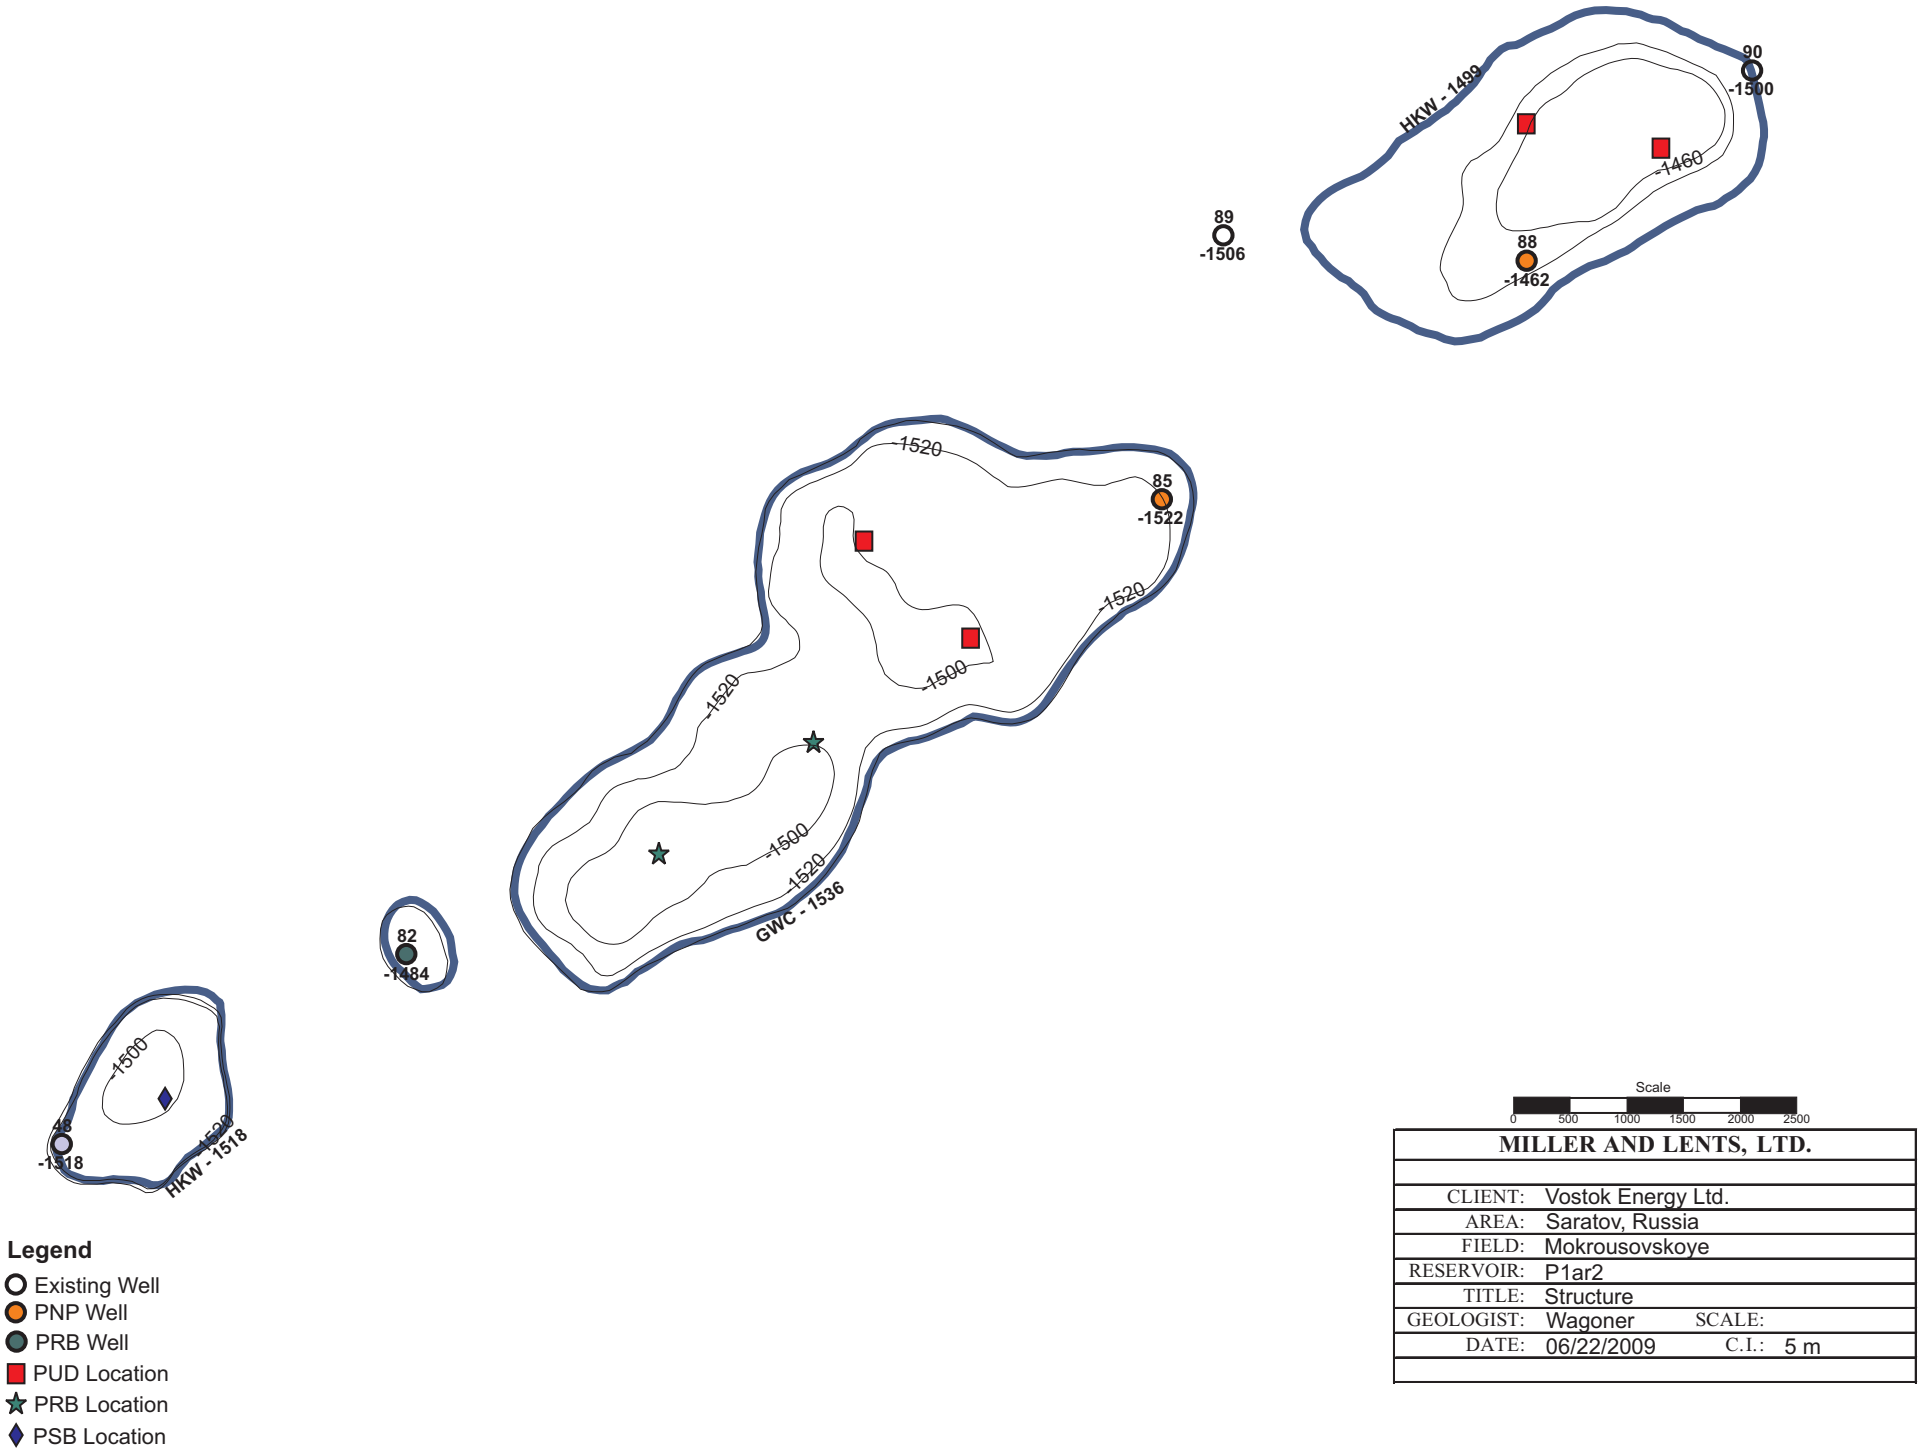 90
-1500
HKW - 1499
-1460
89
-1506
88
-1462
-1520
85
-1522
-1520
-1500
-1520
-1500
-1520
GWC - 1536
82
-1484
-1500
48
-1518
-1520
HKW - 1518
Legend
Existing Well
PNP Well
PRB Well
PUD Location
PRB Location
PSB Location
Scale
0 500 1000 1500 2000 2500
MILLER AND LENTS, LTD.
CLIENT: Vostok Energy Ltd.
AREA: Saratov, Russia
FIELD: Mokrousovskoye
RESERVOIR: P1ar2
TITLE: Structure
GEOLOGIST: Wagoner SCALE:
DATE: 06/22/2009 C.I.: 5 m